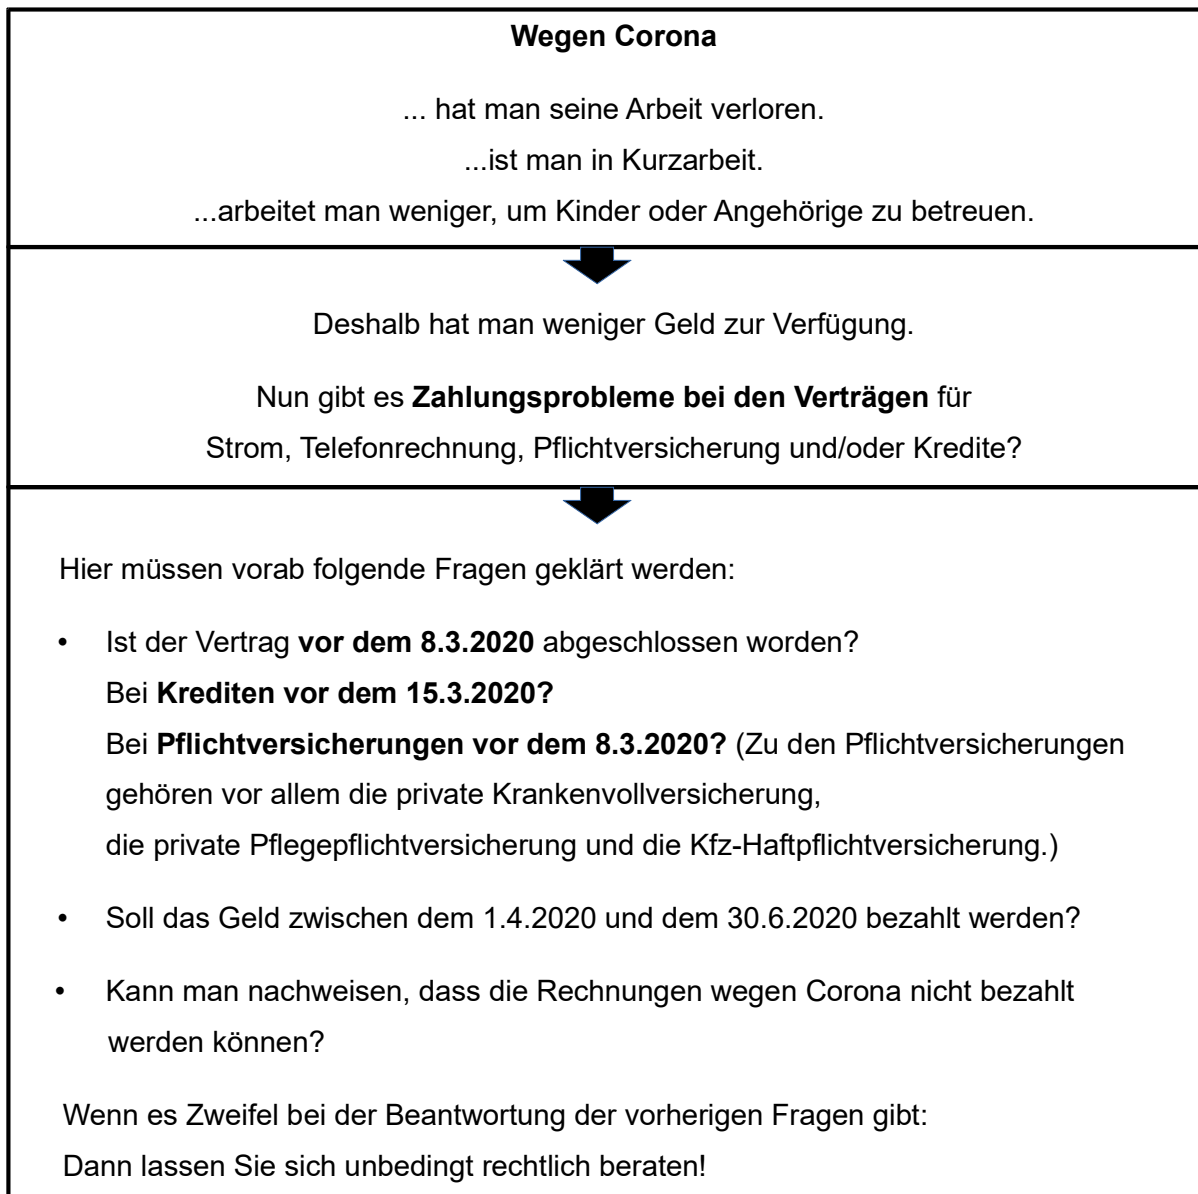 Wegen Corona
... hat man seine Arbeit verloren.
...ist man in Kurzarbeit.
...arbeitet man weniger, um Kinder oder Angehörige zu betreuen.
Deshalb hat man weniger Geld zur Verfügung.
Nun gibt es Zahlungsprobleme bei den Verträgen für
Strom, Telefonrechnung, Pflichtversicherung und/oder Kredite?
Hier müssen vorab folgende Fragen geklärt werden:
• Ist der Vertrag vor dem 8.3.2020 abgeschlossen worden?
Bei Krediten vor dem 15.3.2020?
Bei Pflichtversicherungen vor dem 8.3.2020? (Zu den Pflichtversicherungen
gehören vor allem die private Krankenvollversicherung,
die private Pflegepflichtversicherung und die Kfz-Haftpflichtversicherung.)
• Soll das Geld zwischen dem 1.4.2020 und dem 30.6.2020 bezahlt werden?
• Kann man nachweisen, dass die Rechnungen wegen Corona nicht bezahlt
werden können?
Wenn es Zweifel bei der Beantwortung der vorherigen Fragen gibt:
Dann lassen Sie sich unbedingt rechtlich beraten!